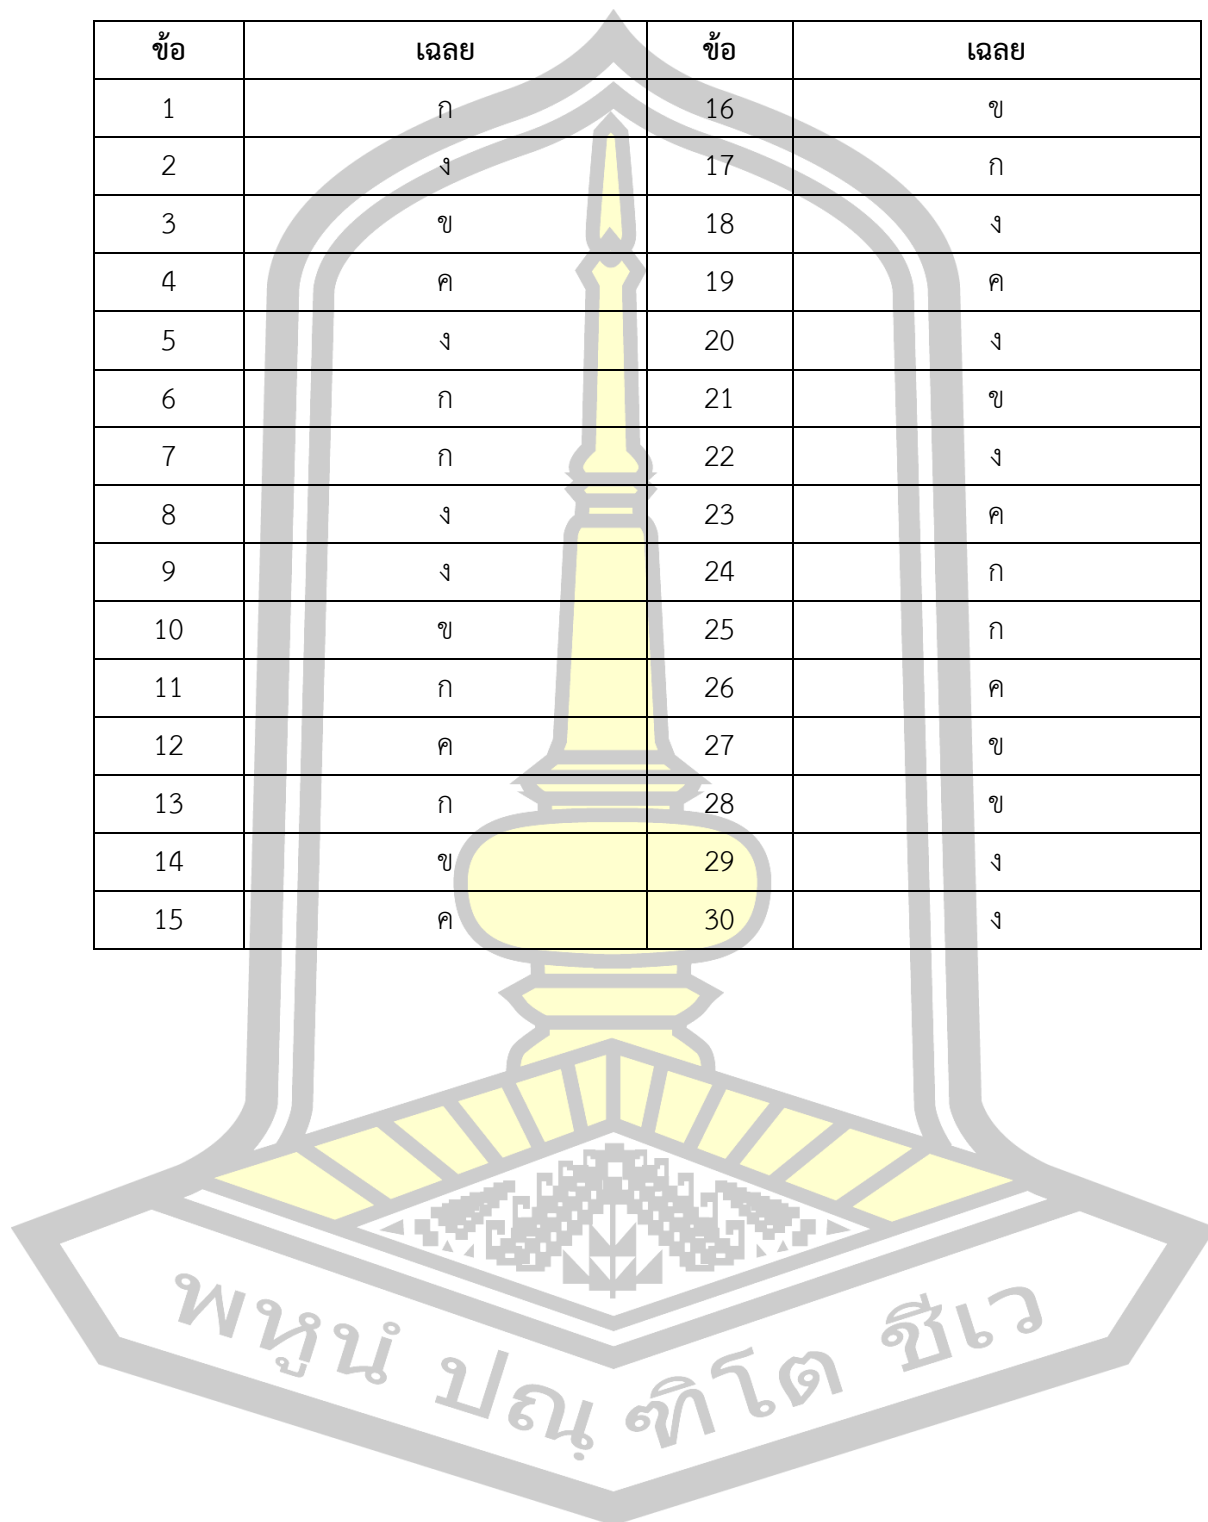 ข้อ เฉลย ข้อ เฉลย
1 ก 16 ข
2 ง 17 ก
3 ข 18 ง
4 ค 19 ค
5 ง 20 ง
6 ก 21 ข
7 ก 22 ง
8 ง 23 ค
9 ง 24 ก
10 ข 25 ก
11 ก 26 ค
12 ค 27 ข
13 ก 28 ข
14 ข 29 ง
15 ค 30 ง
พหูนํ ปณฺฑิโต ชีเว